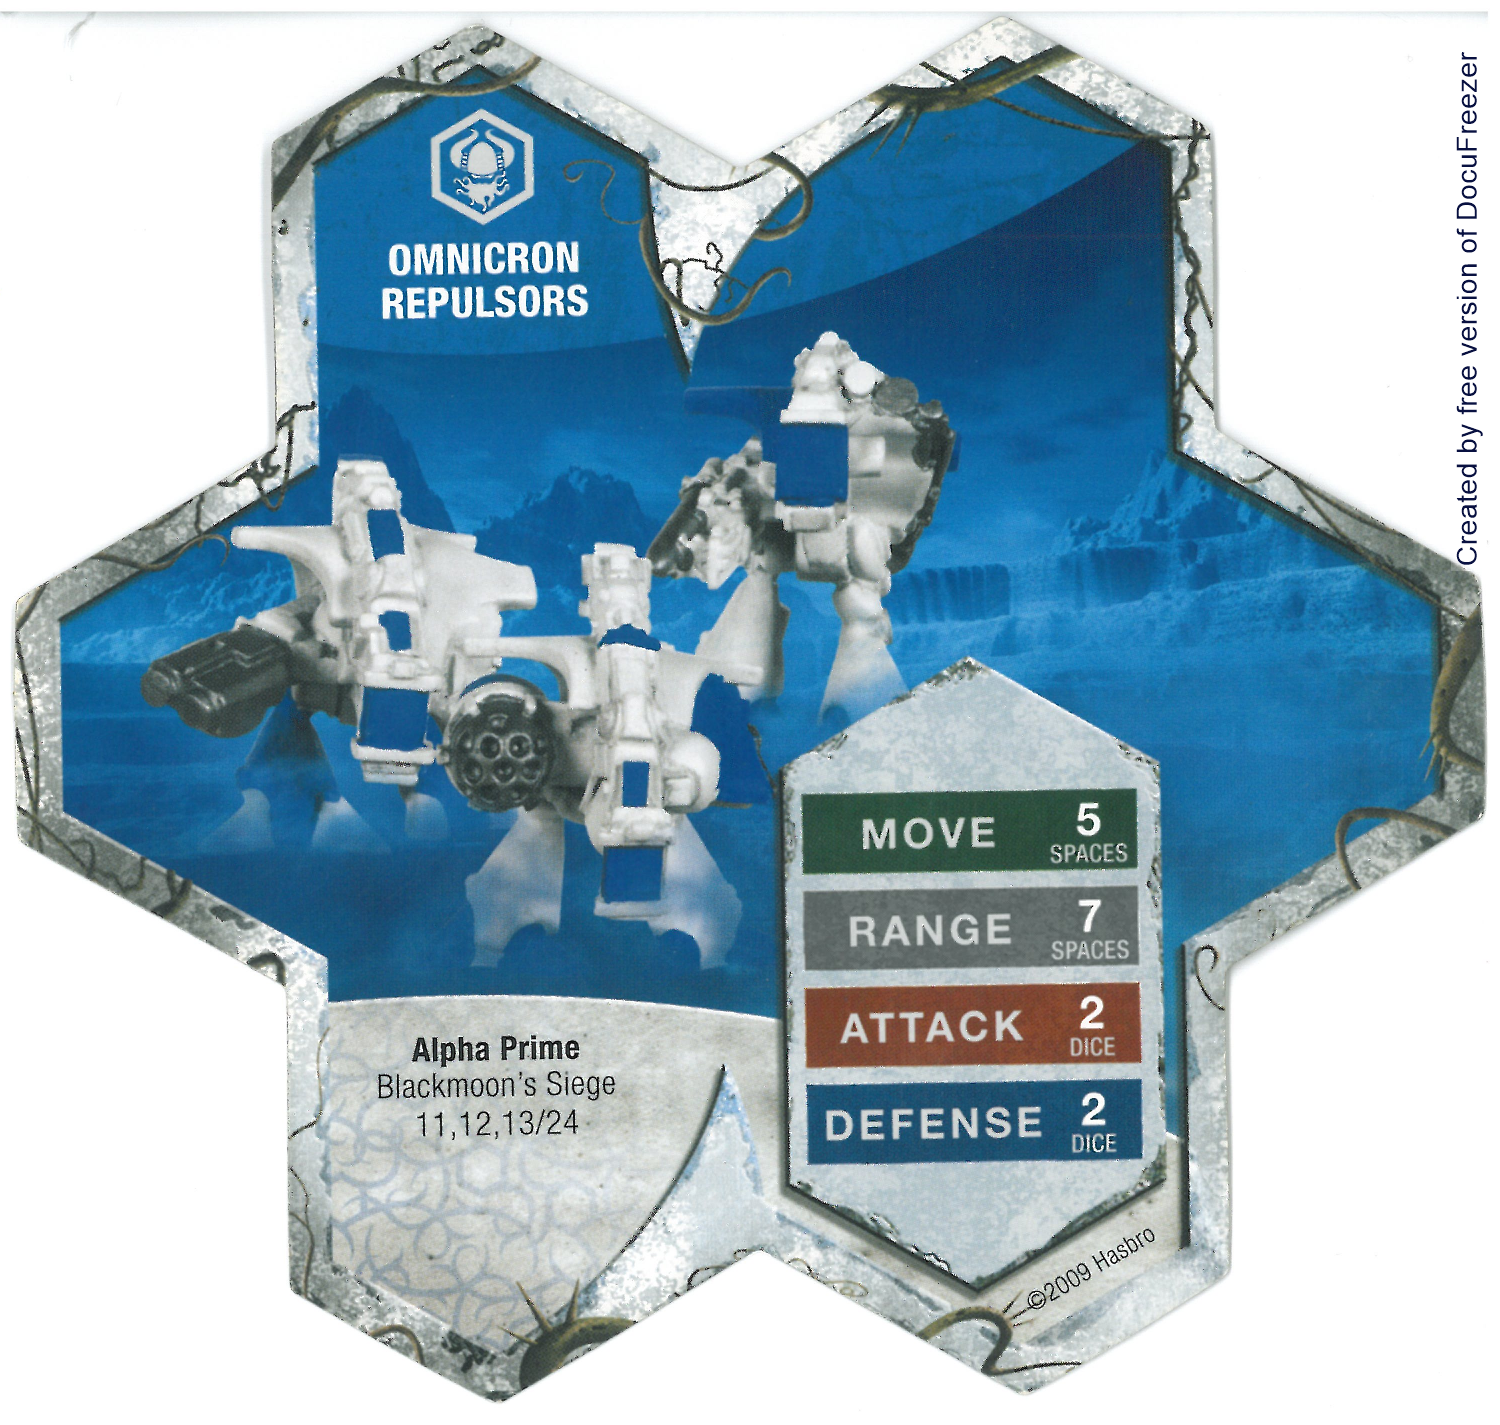 OMNICRON
REPULSORS
MOVE 5
SPACES
RANGE 7
SPACES
ATTACK 2
DICE
DEFENSE 2
DICE
Alpha Prime
Blackmoon's Siege
11,12,13/24
©2009 Hasbro
Created by free version of DocuFreezer